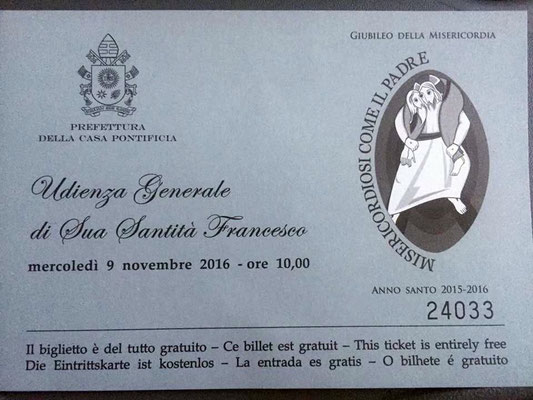 GIUBILEO DELLA MISERICORDIA
PREFETTURA
DELLA CASA PONTIFICIA
MISERICORDIOSI COME IL PADRE
Udienza Generale
di Sua Santità Francesco
mercoledì 9 novembre 2016 - ore 10,00
ANNO SANTO 2015-2016
24033
Il biglietto è del tutto gratuito – Ce billet est gratuit – This ticket is entirely free
Die Eintrittskarte ist kostenlos – La entrada es gratis – O bilhete é gratuito